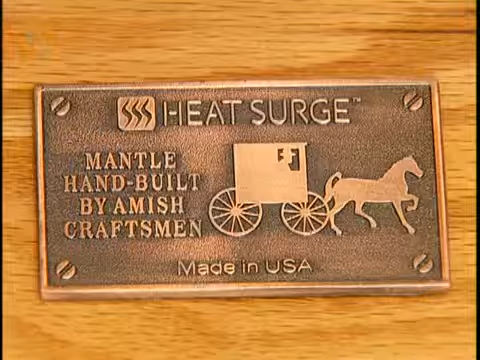 HEAT SURGE™
MANTLE
HAND-BUILT
BY AMISH
CRAFTSMEN
Made in USA